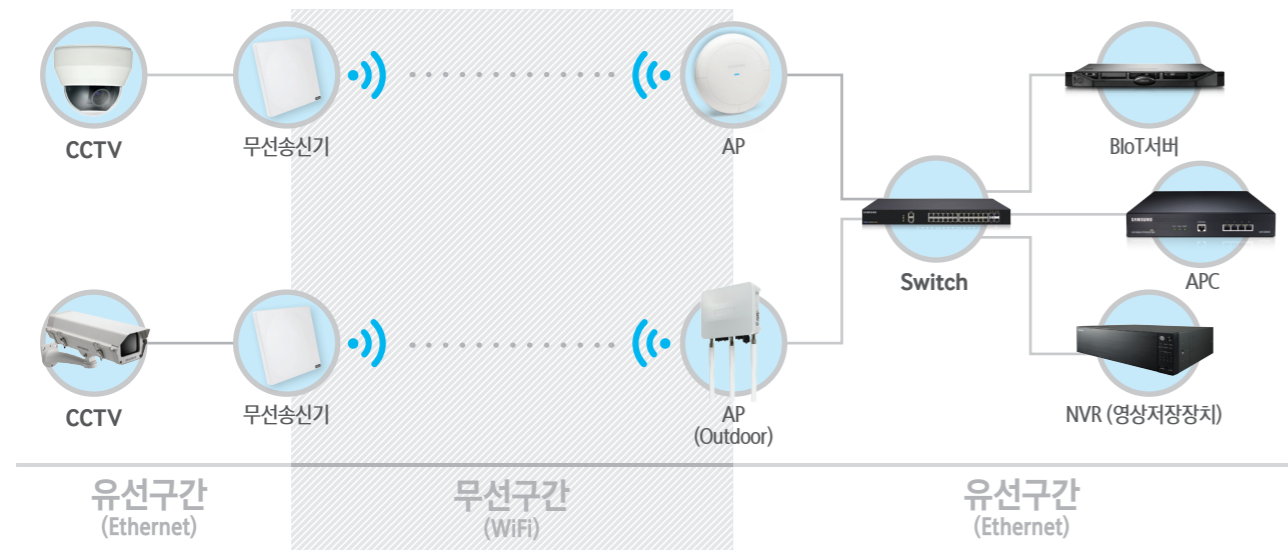 CCTV
무선송신기
AP
BIoT서버
SAMSUNG
Switch
APC
CCTV
무선송신기
AP
(Outdoor)
NVR (영상저장장치)
유선구간
(Ethernet)
무선구간
(WiFi)
유선구간
(Ethernet)